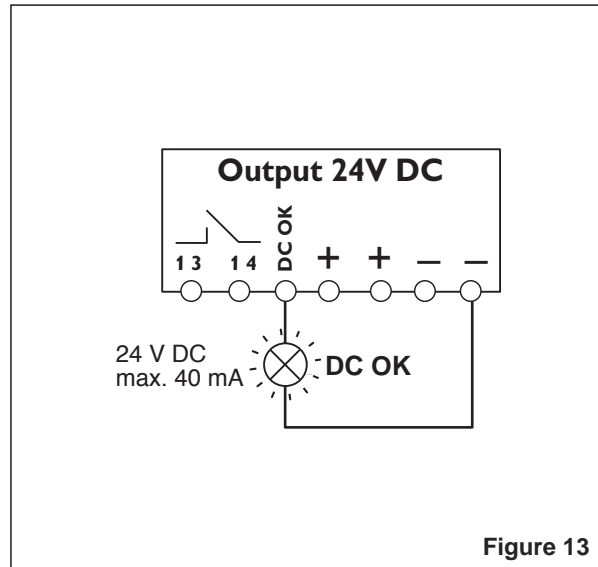 Output 24V DC
13 14 DC OK + + – –
24 V DC
max. 40 mA
DC OK
Figure 13